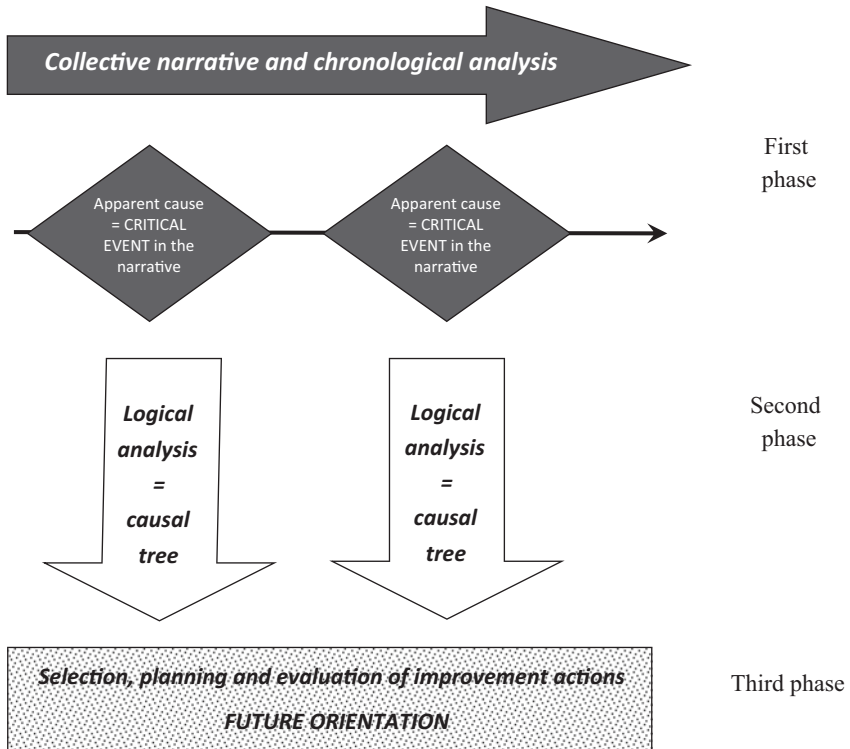 Collective narrative and chronological analysis
First
phase
Apparent cause
= CRITICAL
EVENT in the
narrative
Apparent cause
= CRITICAL
EVENT in the
narrative
Logical
analysis
=
causal
tree
Logical
analysis
=
causal
tree
Second
phase
Selection, planning and evaluation of improvement actions
FUTURE ORIENTATION
Third phase